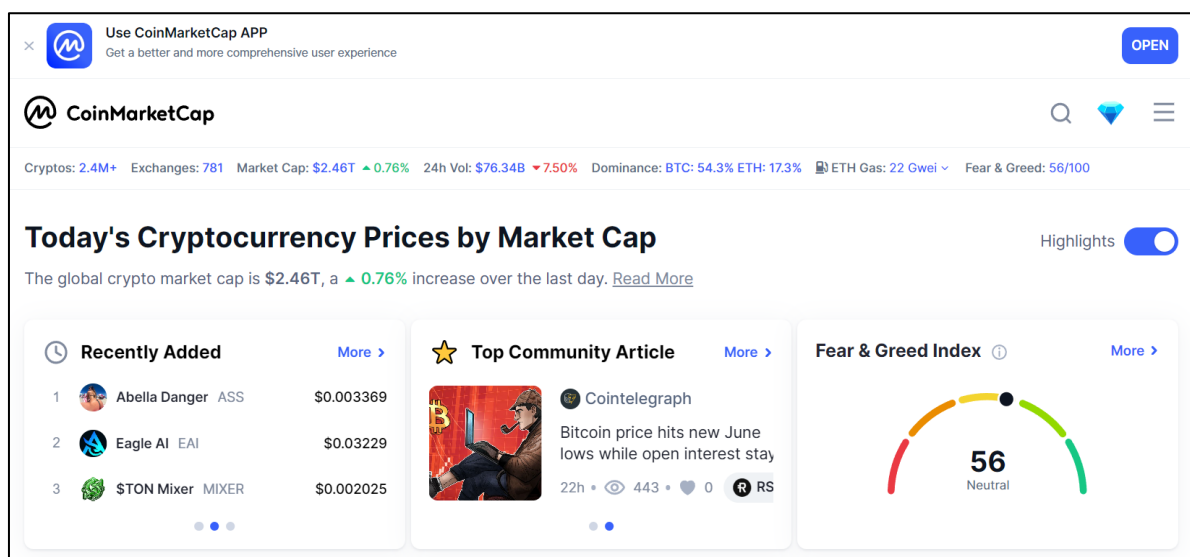 Use CoinMarketCap APP
Get a better and more comprehensive user experience
OPEN
CoinMarketCap
Cryptos: 2.4M+ Exchanges: 781 Market Cap: $2.46T 0.76% 24h Vol: $76.34B 7.50% Dominance: BTC: 54.3% ETH: 17.3% ETH Gas: 22 Gwei Fear & Greed: 56/100
Today's Cryptocurrency Prices by Market Cap
Highlights
The global crypto market cap is $2.46T, a 0.76% increase over the last day. Read More
Recently Added More
1 Abella Danger ASS $0.003369
2 Eagle AI EAI $0.03229
3 $TON Mixer MIXER $0.002025
Top Community Article More
Cointelegraph
Bitcoin price hits new June
lows while open interest stay
22h • 443 • 0 RS
Fear & Greed Index More
56
Neutral